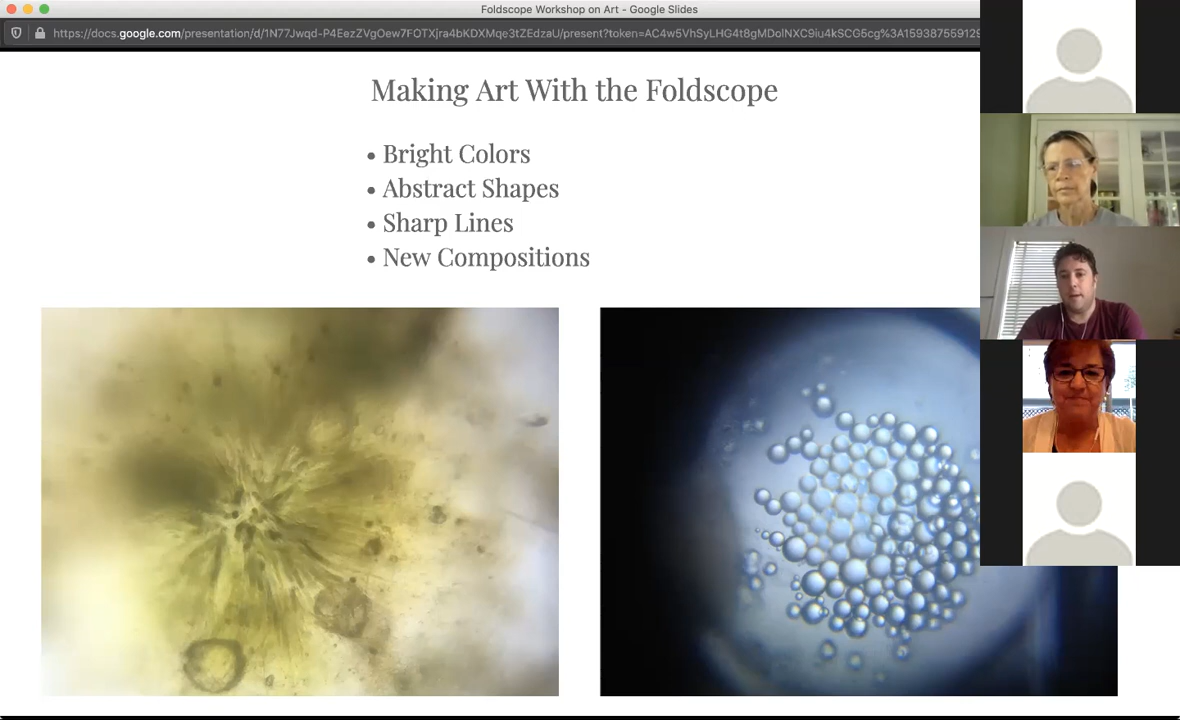 Foldscope Workshop on Art - Google Slides
Making Art With the Foldscope
• Bright Colors
• Abstract Shapes
• Sharp Lines
• New Compositions